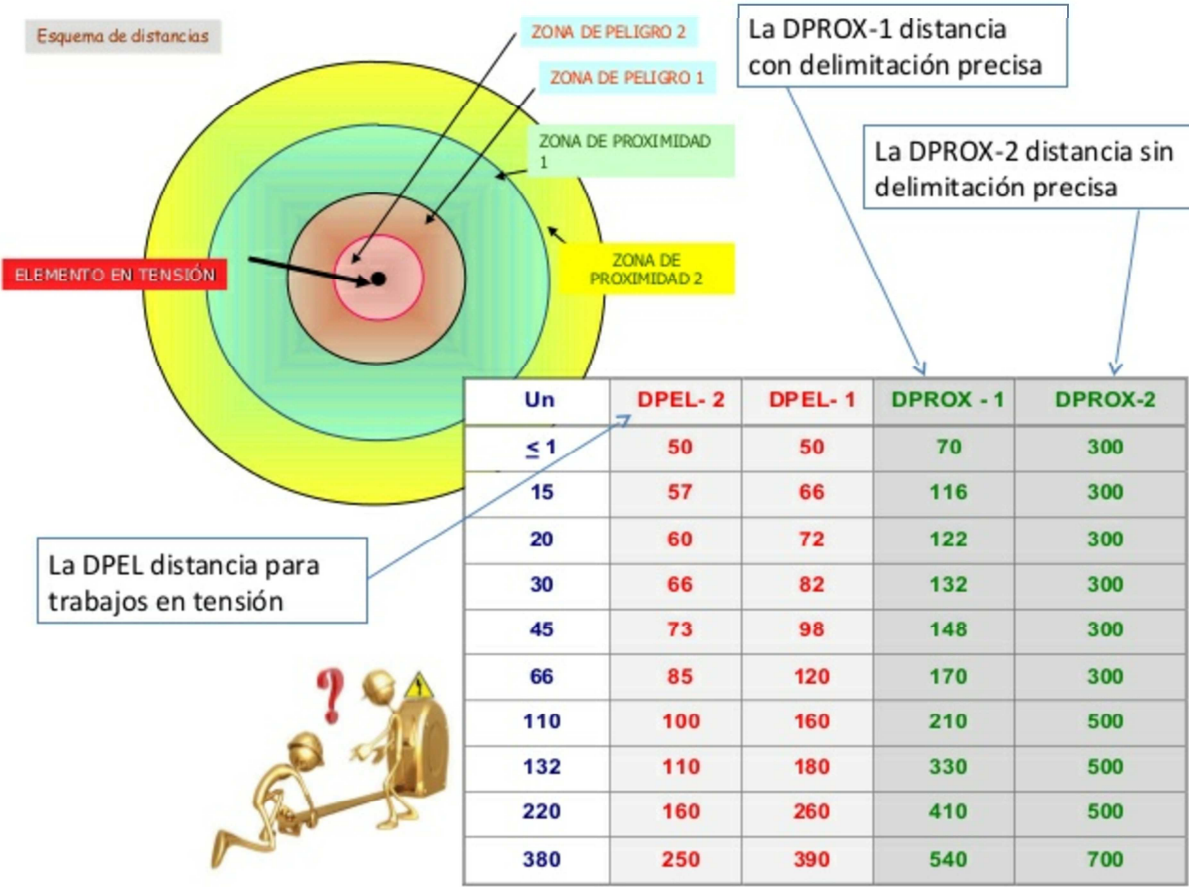 Esquema de distancias
ZONA DE PELIGRO 2
ZONA DE PELIGRO 1
ZONA DE PROXIMIDAD
1
ZONA DE
PROXIMIDAD 2
ELEMENTO EN TENSIÓN
La DPROX-1 distancia
con delimitación precisa
La DPROX-2 distancia sin
delimitación precisa
La DPEL distancia para
trabajos en tensión
Un DPEL- 2 DPEL- 1 DPROX - 1 DPROX-2
≤ 1 50 50 70 300
15 57 66 116 300
20 60 72 122 300
30 66 82 132 300
45 73 98 148 300
66 85 120 170 300
110 100 160 210 500
132 110 180 330 500
220 160 260 410 500
380 250 390 540 700
?